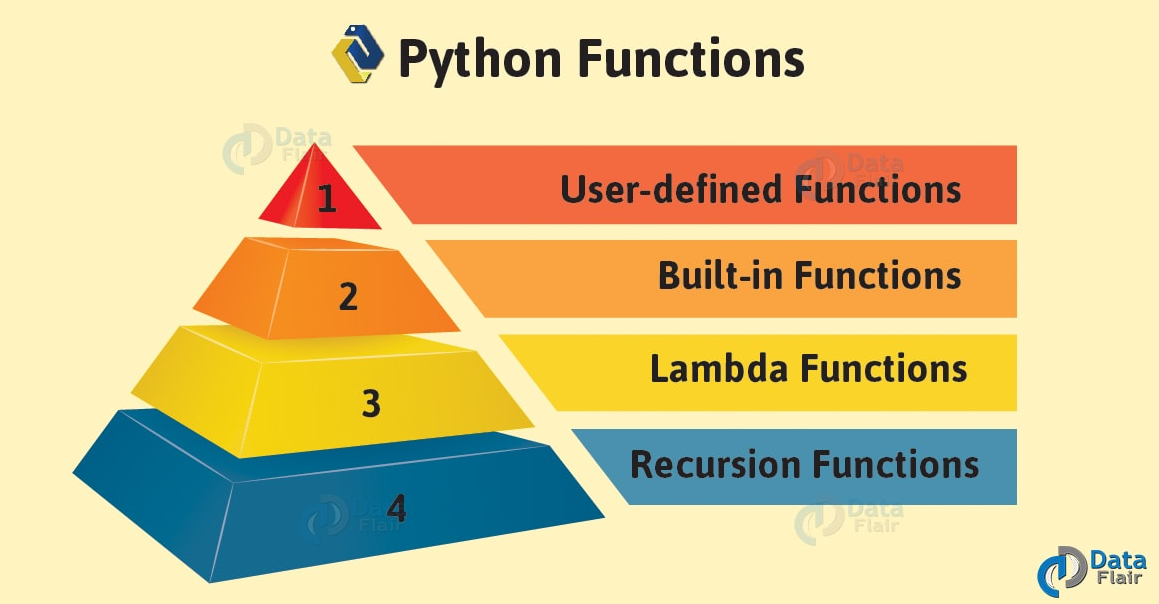 Python Functions
Data
Flair
1
User-defined Functions
Data
Flair
2
Built-in Functions
3
Lambda Functions
4
Recursion Functions
Data
Flair
Data
Flair
Data
Flair